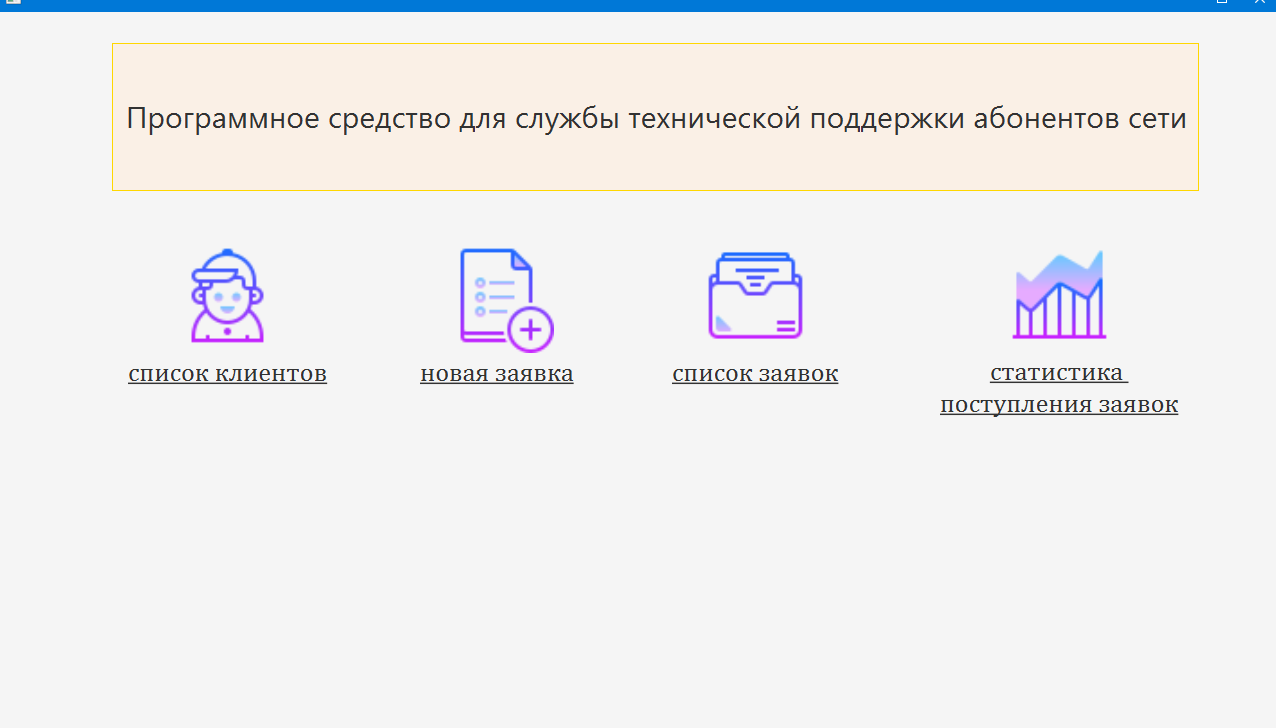 Программное средство для службы технической поддержки абонентов сети
список клиентов
новая заявка
список заявок
статистика
поступления заявок